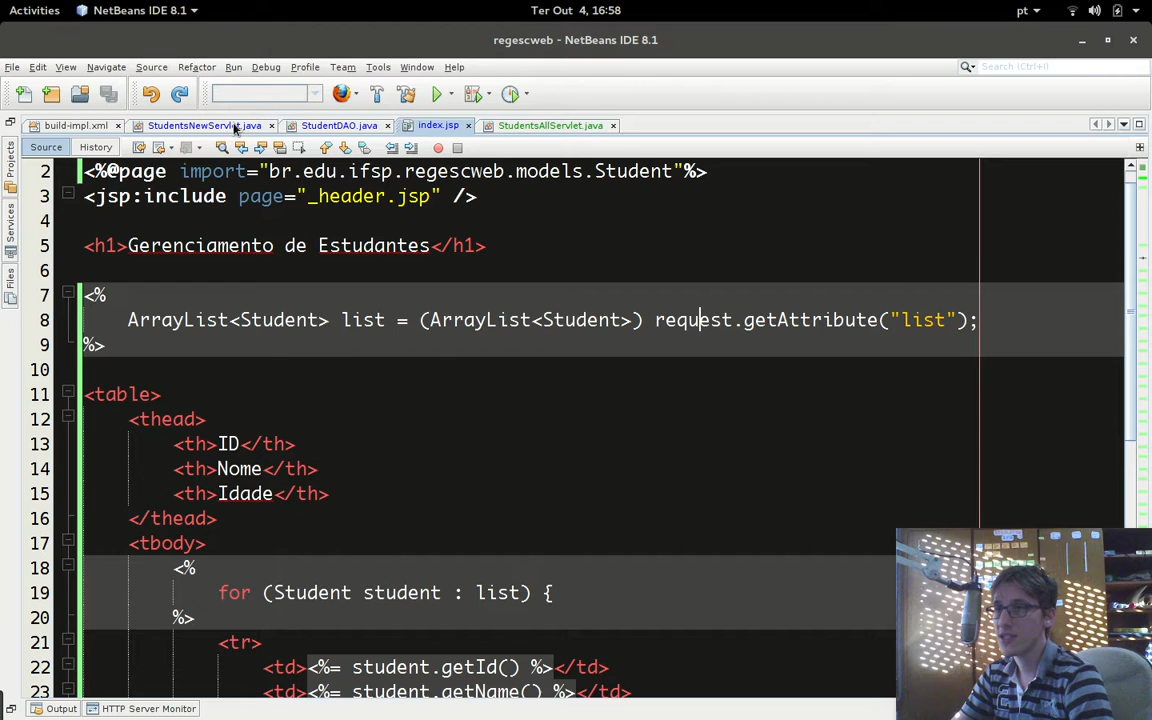 Activities NetBeans IDE 8.1 Ter Out 4, 16:58 pt
regescweb - NetBeans IDE 8.1
File Edit View Navigate Source Refactor Run Debug Profile Team Tools Window Help Search (Ctrl+I)
build-impl.xml StudentsNewServlet.java StudentDAO.java index.jsp StudentsAllServlet.java
Source History
Projects
Services
Files
2 <%@page import="br.edu.ifsp.regescweb.models.Student"%>
3 <jsp:include page="_header.jsp" />
4
5 <h1>Gerenciamento de Estudantes</h1>
6
7 <%
8 ArrayList<Student> list = (ArrayList<Student>) request.getAttribute("list");
9 %>
10
11 <table>
12 <thead>
13 <th>ID</th>
14 <th>Nome</th>
15 <th>Idade</th>
16 </thead>
17 <tbody>
18 <%
19 for (Student student : list) {
20 %>
21 <tr>
22 <td><%= student.getId() %></td>
23 <td><%= student.getName() %></td>
Output HTTP Server Monitor